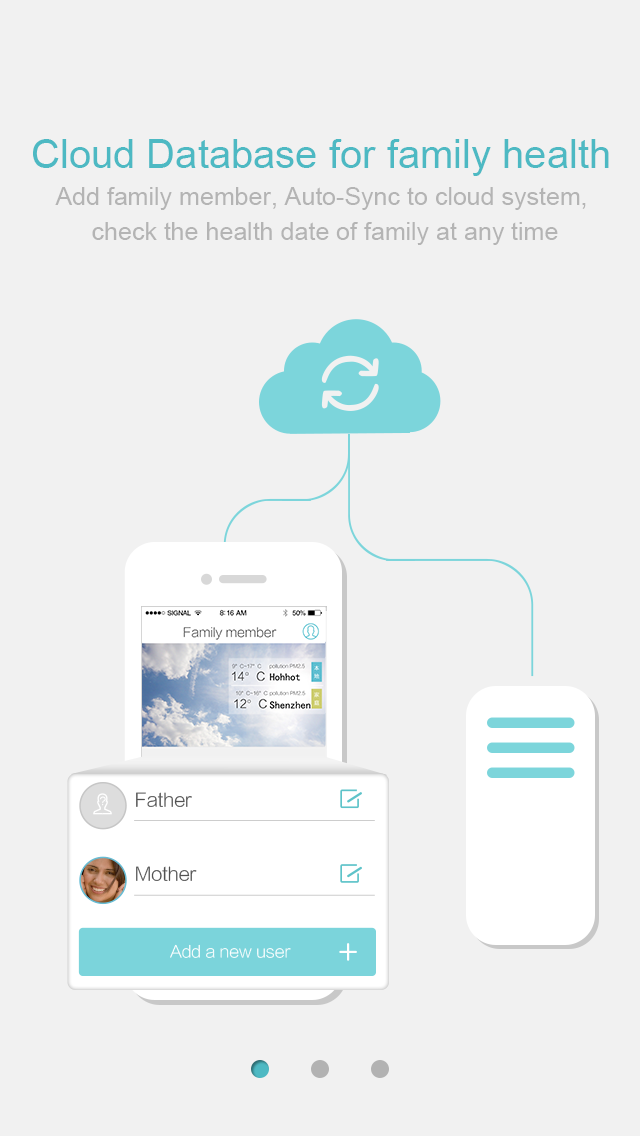 Cloud Database for family health
Add family member, Auto-Sync to cloud system,
check the health date of family at any time
SIGNAL 8:16 AM 50%
Family member
9° C~17° C pollution PM2.5
14° C Hohhot
10° C~16° C pollution PM2.5
12° C Shenzhen
Father
Mother
Add a new user +